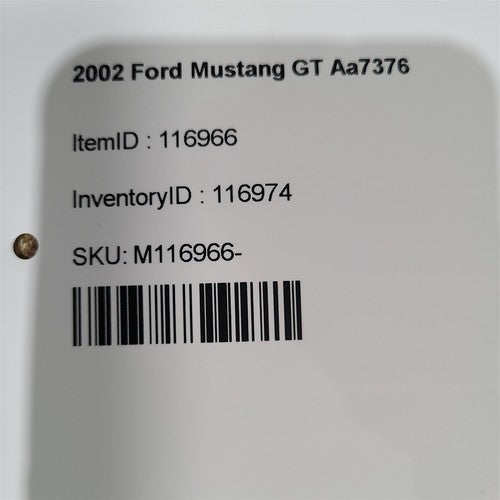 2002 Ford Mustang GT Aa7376
ItemID : 116966
InventoryID : 116974
SKU: M116966-